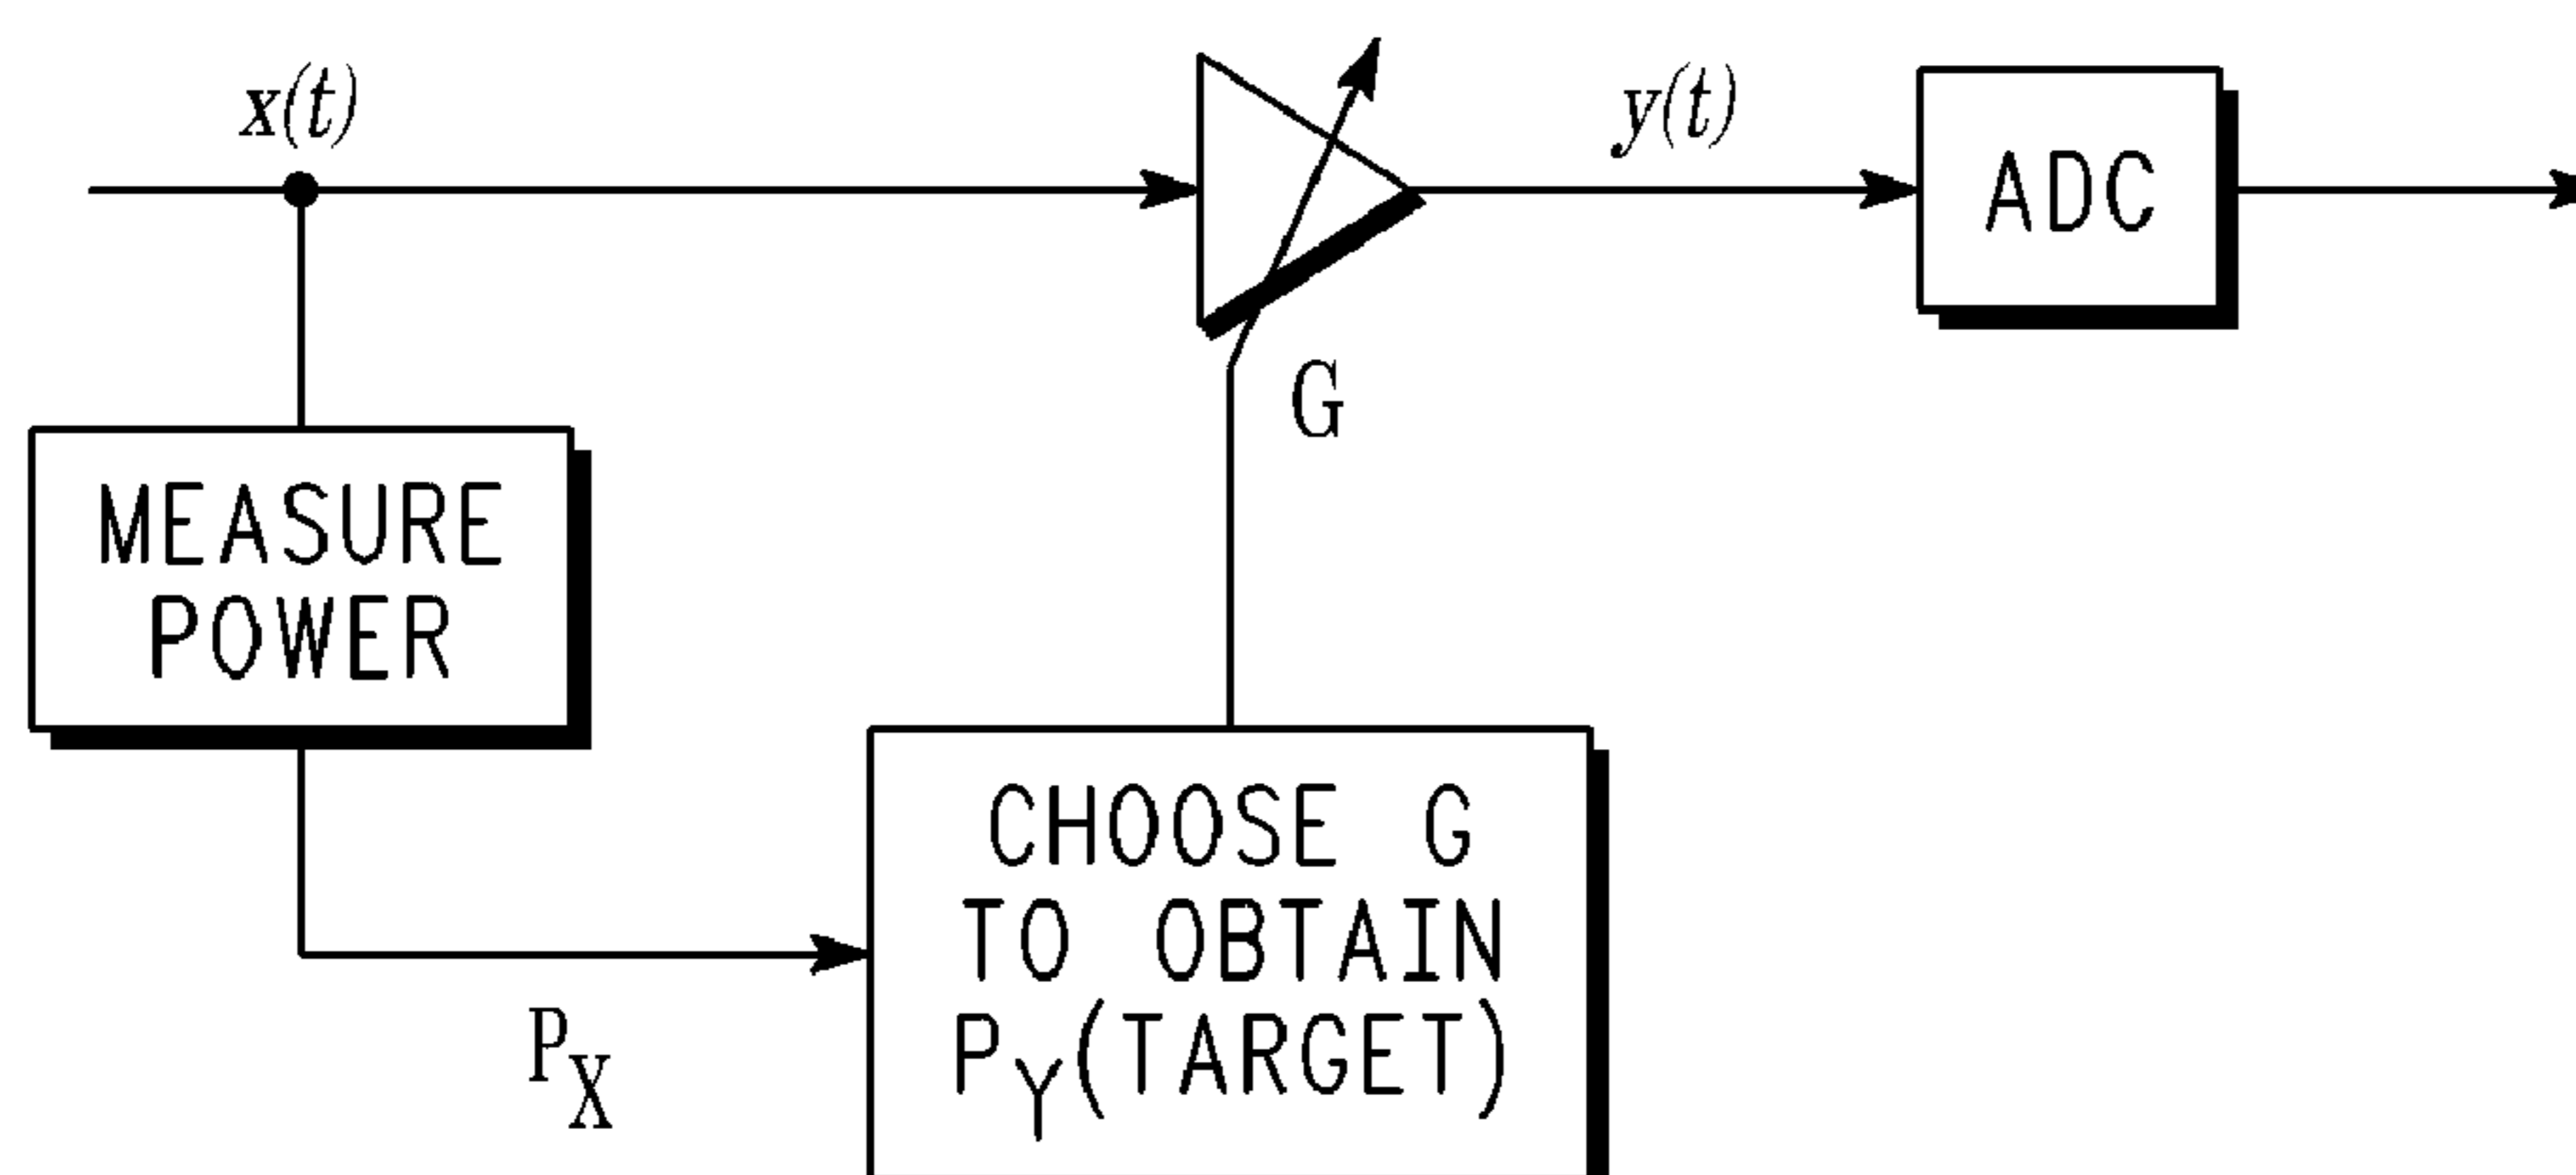 x(t)
y(t)
ADC
G
MEASURE
POWER
CHOOSE G
TO OBTAIN
PY(TARGET)
PX